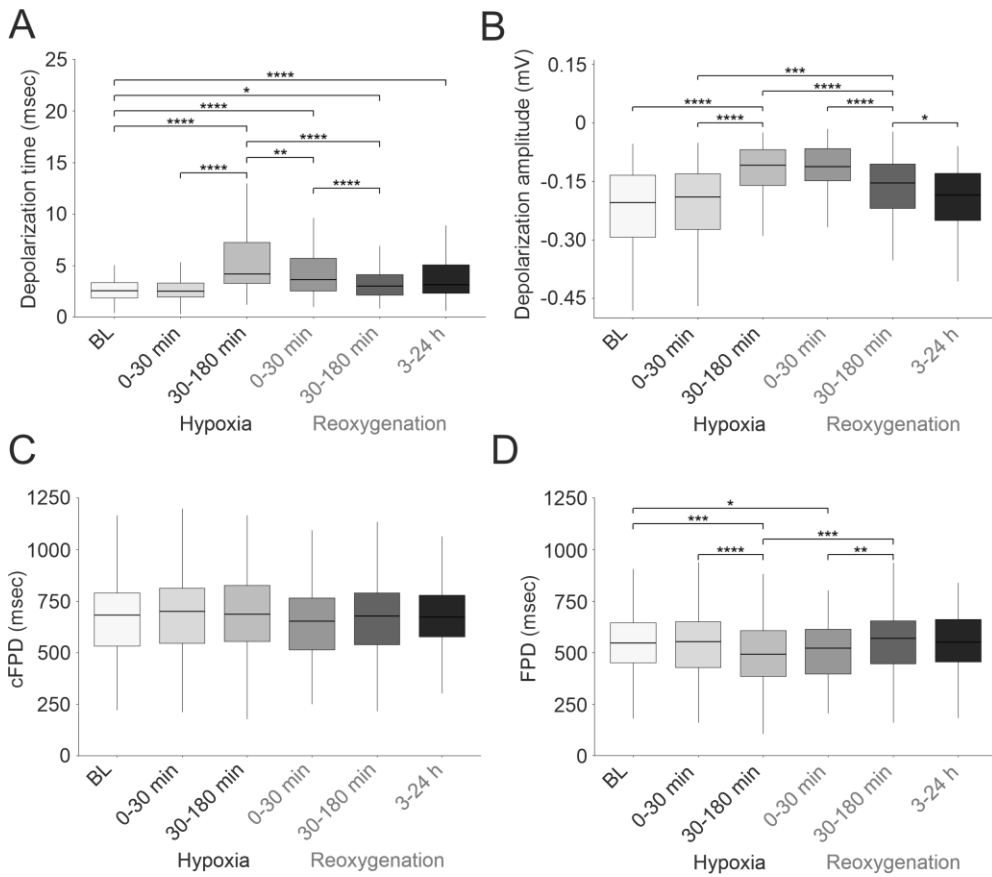 A
Depolarization time (msec)
25
20
15
10
5
0
****
*
****
****
****
**
****
****
BL
0-30 min
30-180 min
0-30 min
30-180 min
3-24 h
Hypoxia
Reoxygenation
B
Depolarization amplitude (mV)
0.15
0
-0.15
-0.30
-0.45
***
****
****
****
****
*
BL
0-30 min
30-180 min
0-30 min
30-180 min
3-24 h
Hypoxia
Reoxygenation
C
cFPD (msec)
1250
1000
750
500
250
0
BL
0-30 min
30-180 min
0-30 min
30-180 min
3-24 h
Hypoxia
Reoxygenation
D
FPD (msec)
1250
1000
750
500
250
0
*
***
***
****
**
BL
0-30 min
30-180 min
0-30 min
30-180 min
3-24 h
Hypoxia
Reoxygenation